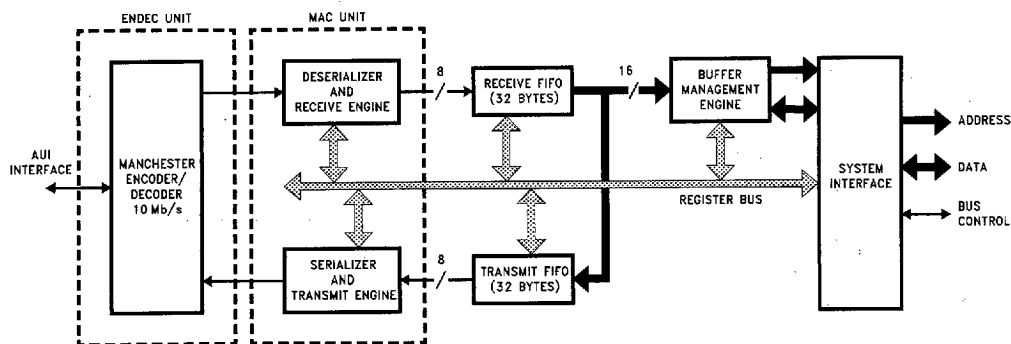 ENDEC UNIT
MAC UNIT
AUI
INTERFACE
MANCHESTER
ENCODER/
DECODER
10 Mb/s
DESERIALIZER
AND
RECEIVE ENGINE
8
RECEIVE FIFO
(32 BYTES)
16
BUFFER
MANAGEMENT
ENGINE
SYSTEM
INTERFACE
ADDRESS
DATA
BUS
CONTROL
REGISTER BUS
SERIALIZER
AND
TRANSMIT ENGINE
8
TRANSMIT FIFO
(32 BYTES)